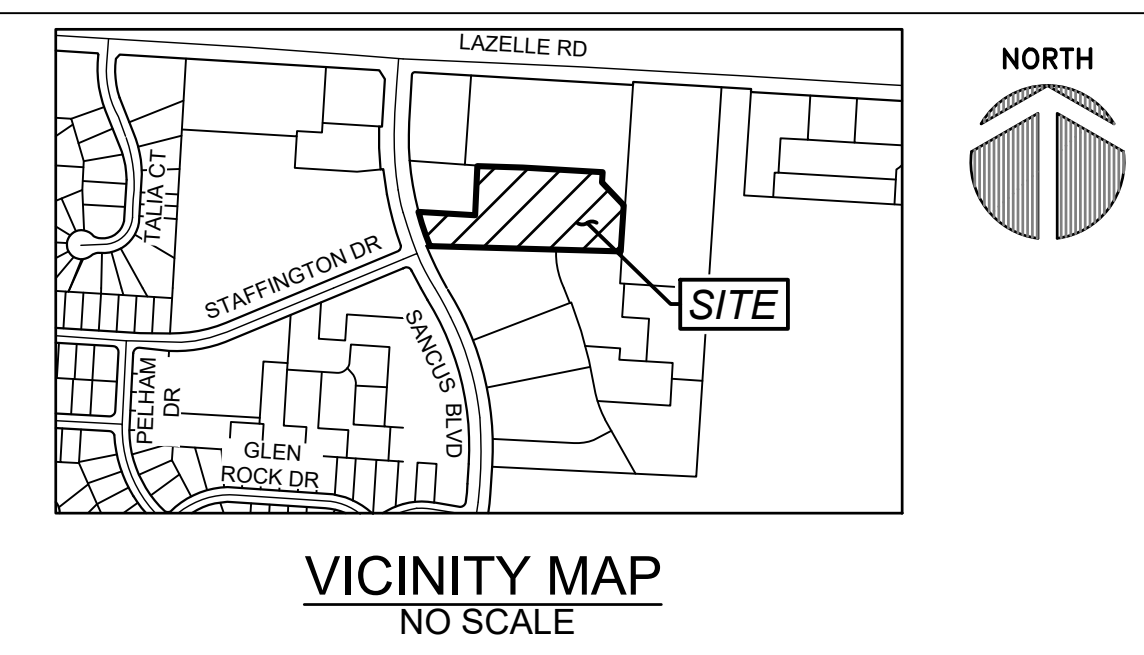 LAZELLE RD
NORTH
TALIA CT
STAFFINGTON DR
SITE
SANCUS BLVD
PELHAM
DR
GLEN
ROCK DR
VICINITY MAP
NO SCALE